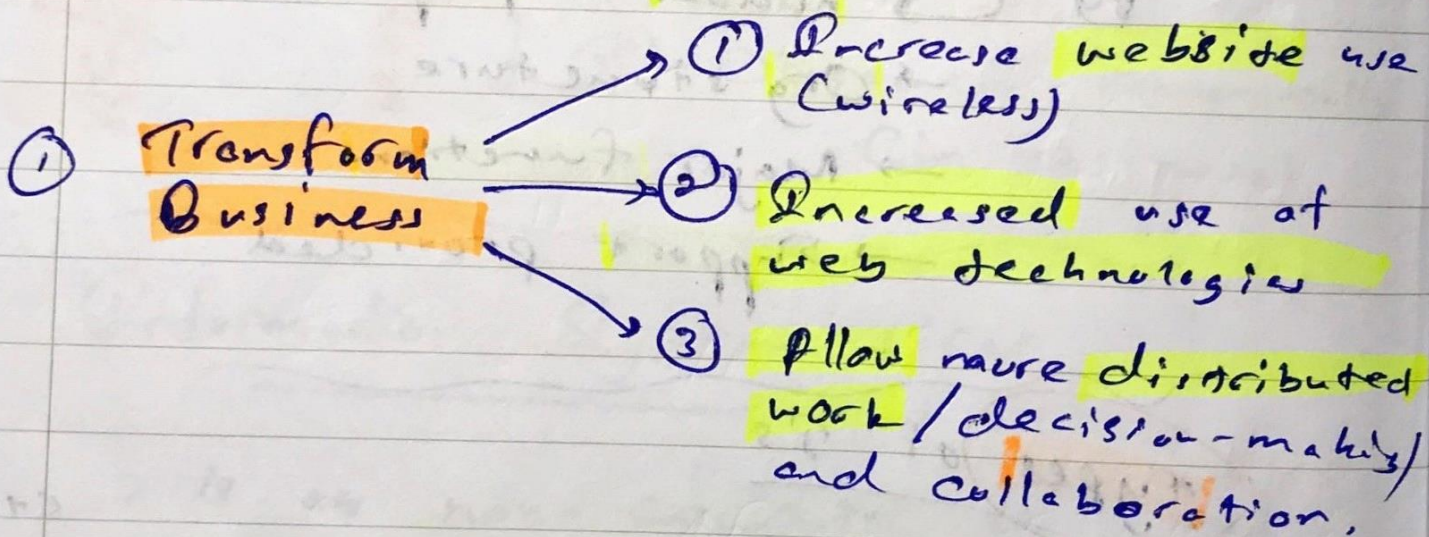 ① Transform
Business
① Increase website use
(wireless)
② Increased use of
web technologies
③ Allow more distributed
work / decision-making /
and collaboration.